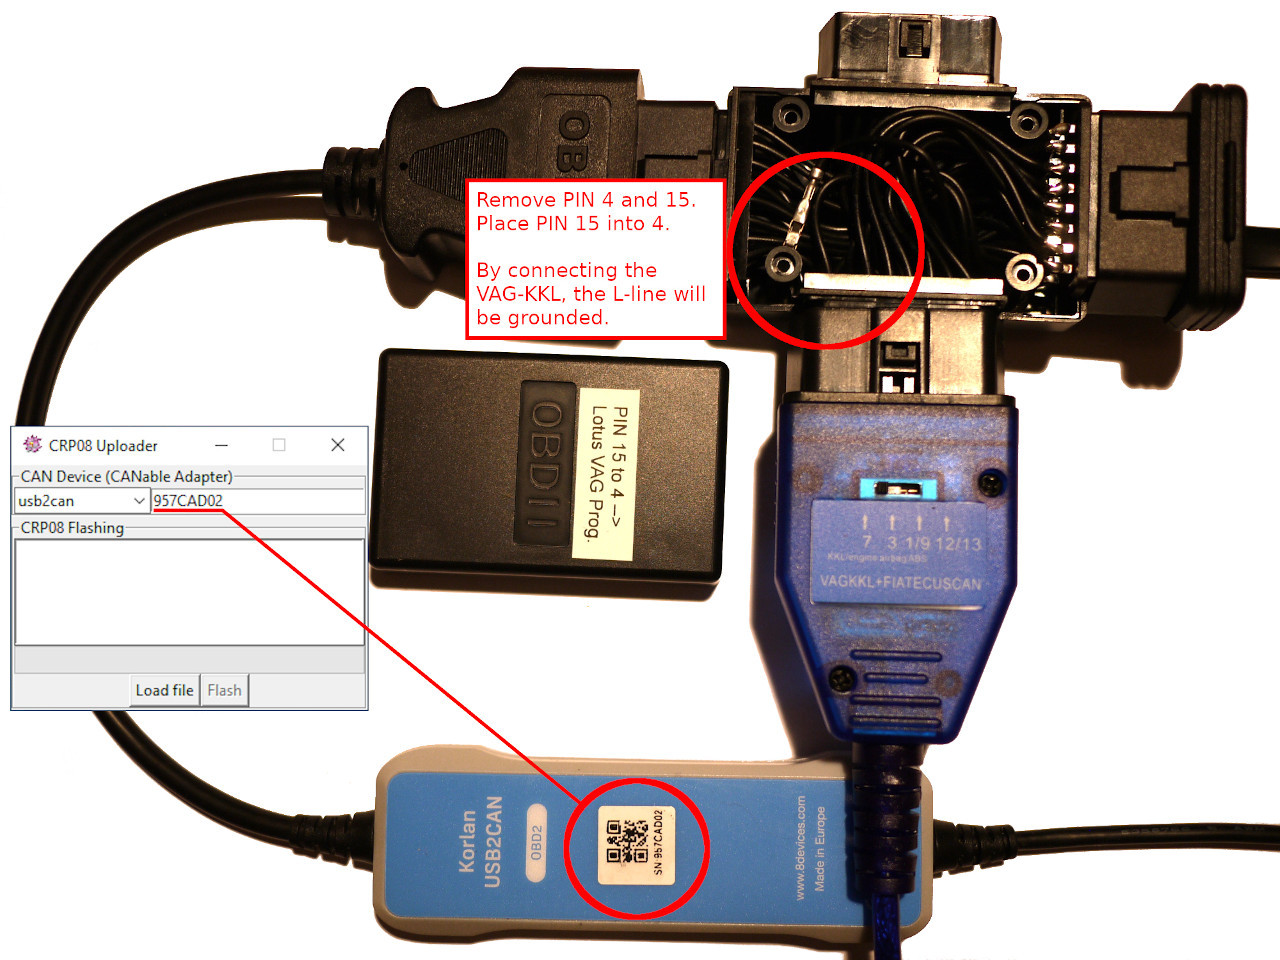 OB
Remove PIN 4 and 15.
Place PIN 15 into 4.
By connecting the
VAG-KKL, the L-line will
be grounded.
OBDII
PIN 15 to 4 -->
Lotus VAG Prog.
CRP08 Uploader
CAN Device (CANable Adapter)
usb2can
957CAD02
CRP08 Flashing
Load file
Flash
7 3 1/9 12/13
KKL/engine airbag ABS
VAGKKL+FIATECUSCAN
Korlan
USB2CAN
OBD2
SN 957CAD02
www.8devices.com
Made in Europe